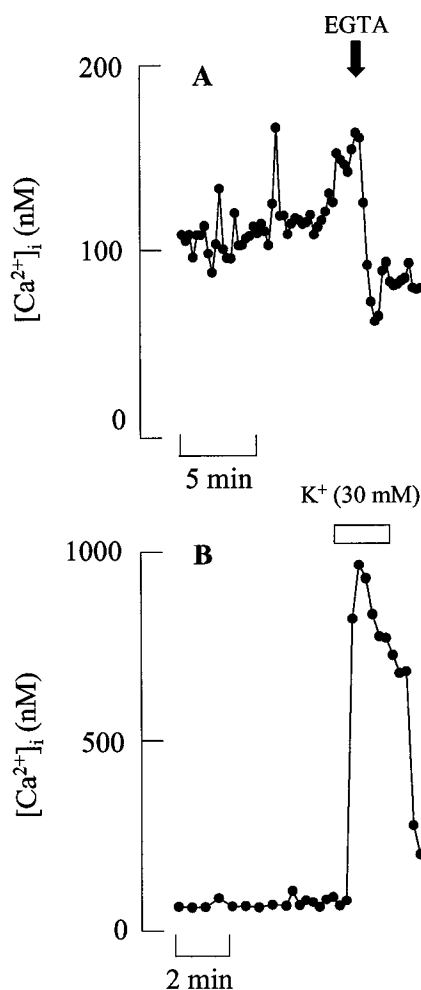 EGTA
200
A
[Ca²⁺]ᵢ (nM)
100
0
5 min
K⁺ (30 mM)
1000
B
[Ca²⁺]ᵢ (nM)
500
0
2 min